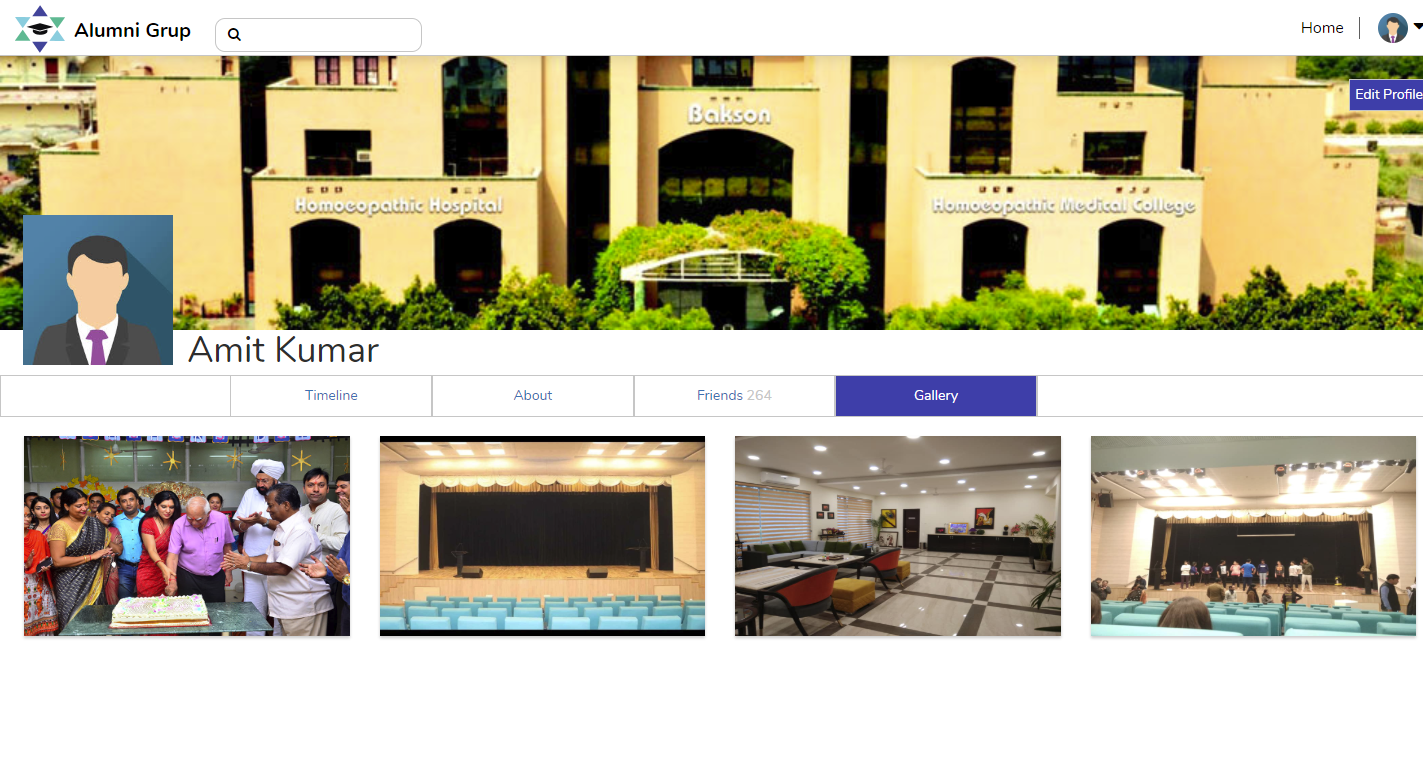 Alumni Grup
Home
Edit Profile
Bakson
Homoeopathic Hospital
Homoeopathic Medical College
Amit Kumar
Timeline
About
Friends 264
Gallery